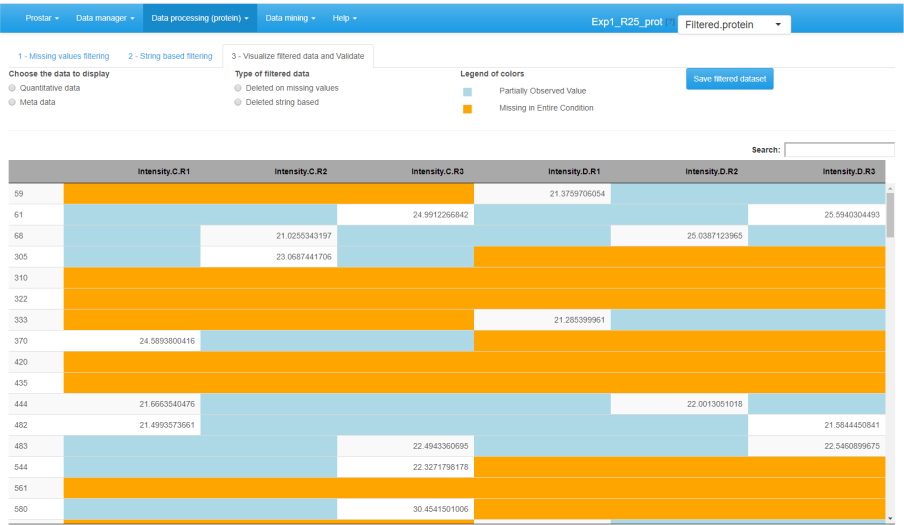 Prostar Data manager Data processing (protein) Data mining Help Exp1_R25_prot [?] Filtered.protein
1 - Missing values filtering 2 - String based filtering 3 - Visualize filtered data and Validate
Choose the data to display Type of filtered data Legend of colors
Quantitative data Deleted on missing values Partially Observed Value Save filtered dataset
Meta data Deleted string based Missing in Entire Condition
Search:
Intensity.C.R1 Intensity.C.R2 Intensity.C.R3 Intensity.D.R1 Intensity.D.R2 Intensity.D.R3
59 21.3759706054
61 24.9912266842 25.5940304493
68 21.0255343197 25.0387123965
305 23.0687441706
310
322
333 21.285399961
370 24.5893800416
420
435
444 21.6663540476 22.0013051018
482 21.4993573661 21.5844450841
483 22.4943360695 22.5460899675
544 22.3271798178
561
580 30.4541501006